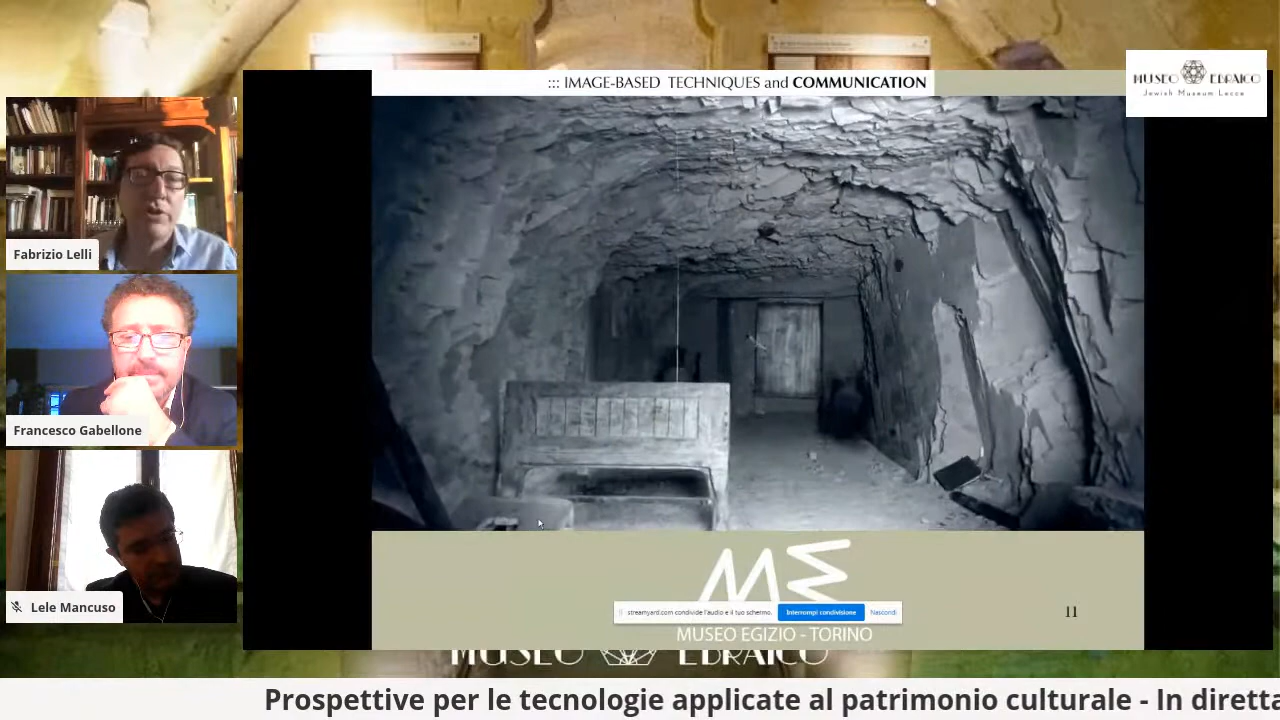 ::: IMAGE-BASED TECHNIQUES and COMMUNICATION
MUSEO EBRAICO
Jewish Museum Lecce
Fabrizio Lelli
Francesco Gabellone
Lele Mancuso
streamyard.com condivide l'audio e il tuo schermo.
Interrompi condivisione
Nascondi
11
MUSEO EGIZIO - TORINO
MUSEO EBRAICO
Prospettive per le tecnologie applicate al patrimonio culturale - In diretta